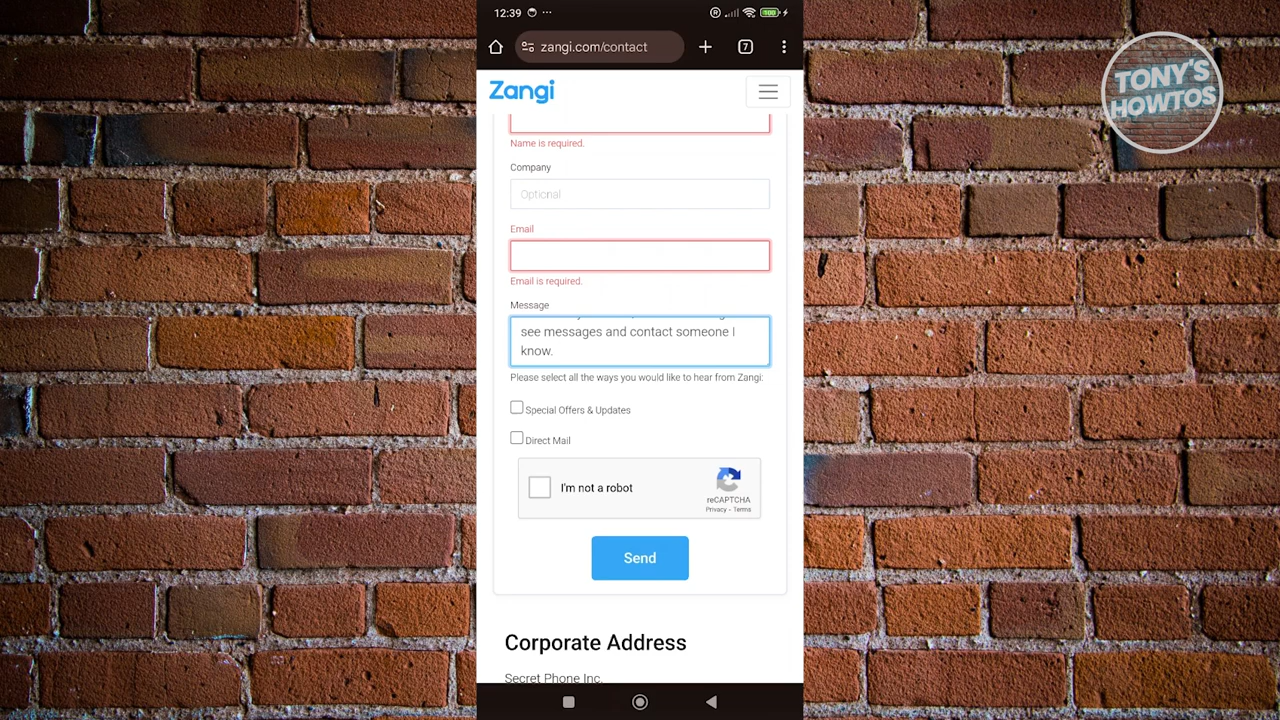 12:39
100
zangi.com/contact
7
TONY'S
HOWTOS
Zangi
Name is required.
Company
Optional
Email
Email is required.
Message
see messages and contact someone I
know.
Please select all the ways you would like to hear from Zangi:
Special Offers & Updates
Direct Mail
I'm not a robot
reCAPTCHA
Privacy - Terms
Send
Corporate Address
Secret Phone Inc.